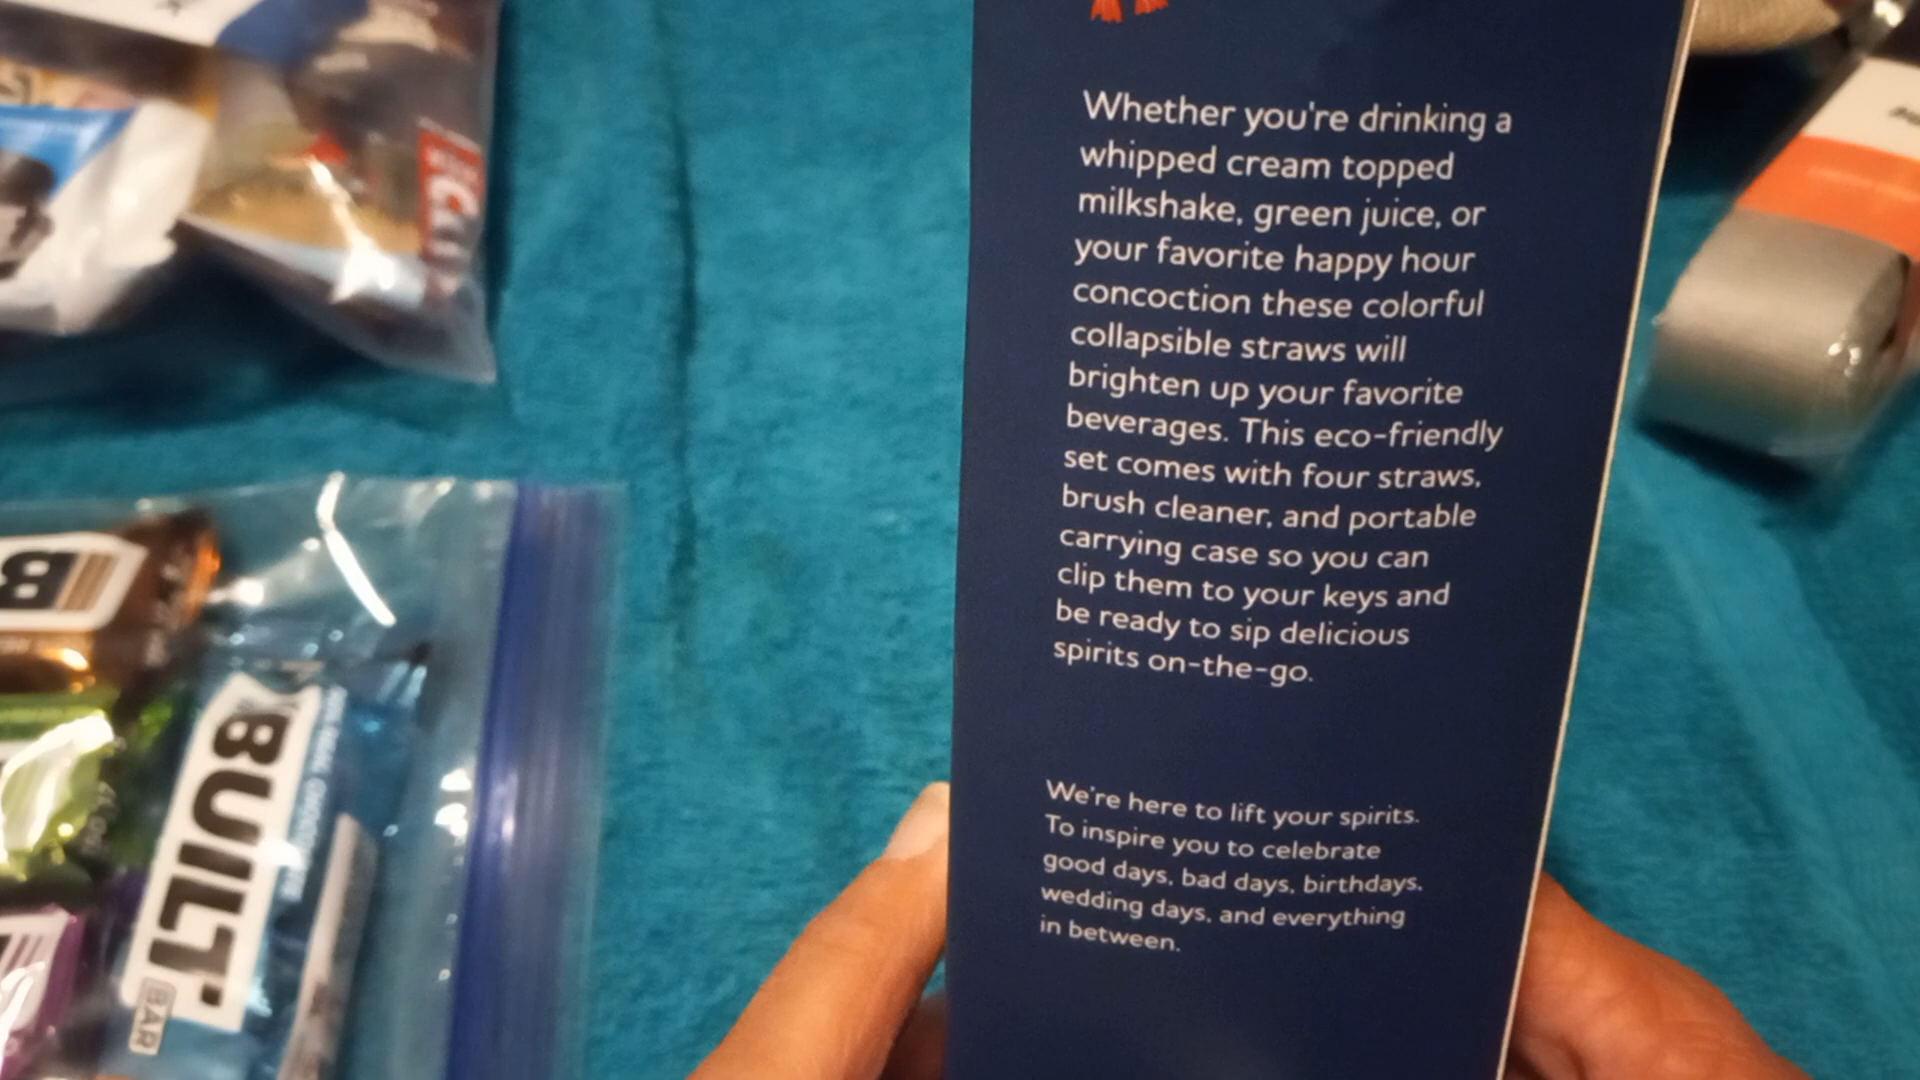 Whether you're drinking a
whipped cream topped
milkshake, green juice, or
your favorite happy hour
concoction these colorful
collapsible straws will
brighten up your favorite
beverages. This eco-friendly
set comes with four straws,
brush cleaner, and portable
carrying case so you can
clip them to your keys and
be ready to sip delicious
spirits on-the-go.
We're here to lift your spirits.
To inspire you to celebrate
good days, bad days, birthdays,
wedding days, and everything
in between.
B
BUILT
BAR